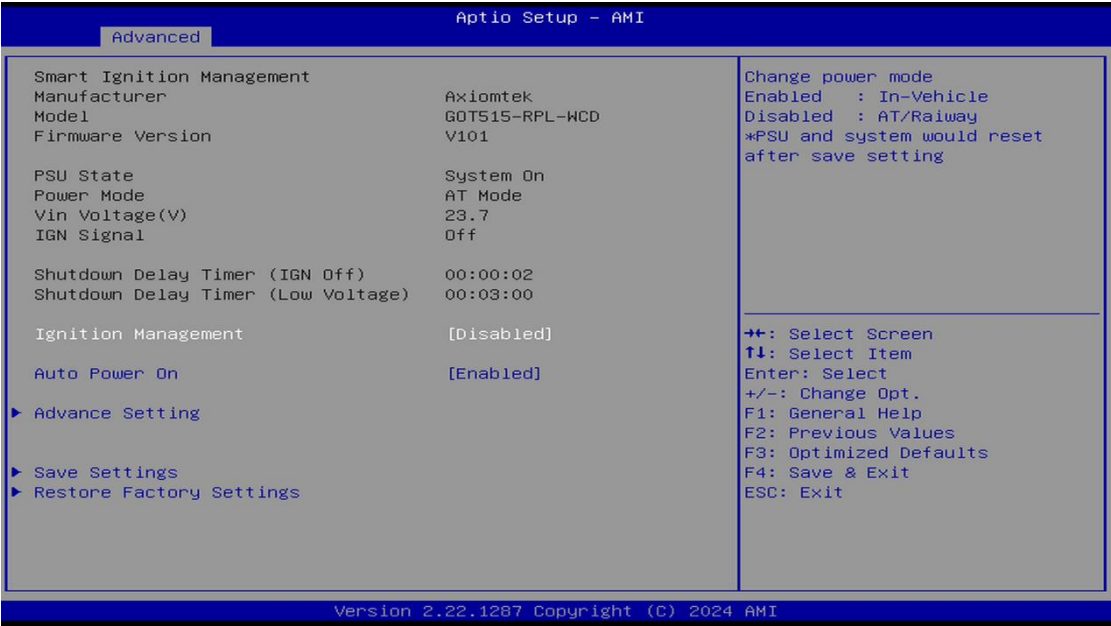 Aptio Setup – AMI
Advanced
Smart Ignition Management
Manufacturer Axiomtek
Model GOT515-RPL-WCD
Firmware Version V101
PSU State System On
Power Mode AT Mode
Vin Voltage(V) 23.7
IGN Signal Off
Shutdown Delay Timer (IGN Off) 00:00:02
Shutdown Delay Timer (Low Voltage) 00:03:00
Ignition Management [Disabled]
Auto Power On [Enabled]
▶ Advance Setting
▶ Save Settings
▶ Restore Factory Settings
Change power mode
Enabled : In-Vehicle
Disabled : AT/Raiway
*PSU and system would reset
after save setting
→←: Select Screen
↑↓: Select Item
Enter: Select
+/-: Change Opt.
F1: General Help
F2: Previous Values
F3: Optimized Defaults
F4: Save & Exit
ESC: Exit
Version 2.22.1287 Copyright (C) 2024 AMI